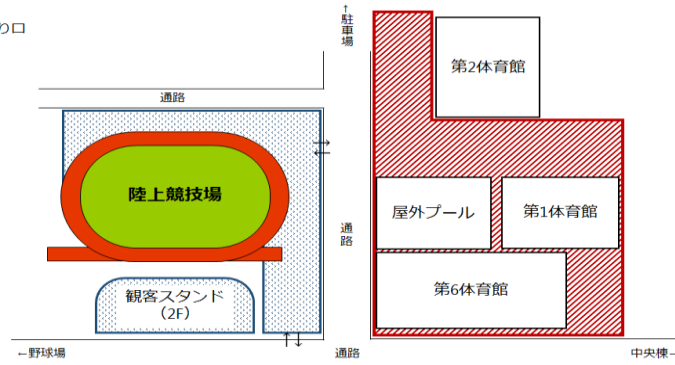 り口
↑駐車場
第2体育館
通路
陸上競技場
屋外プール
第1体育館
通路
第6体育館
観客スタンド
（2F）
←野球場
通路
中央棟